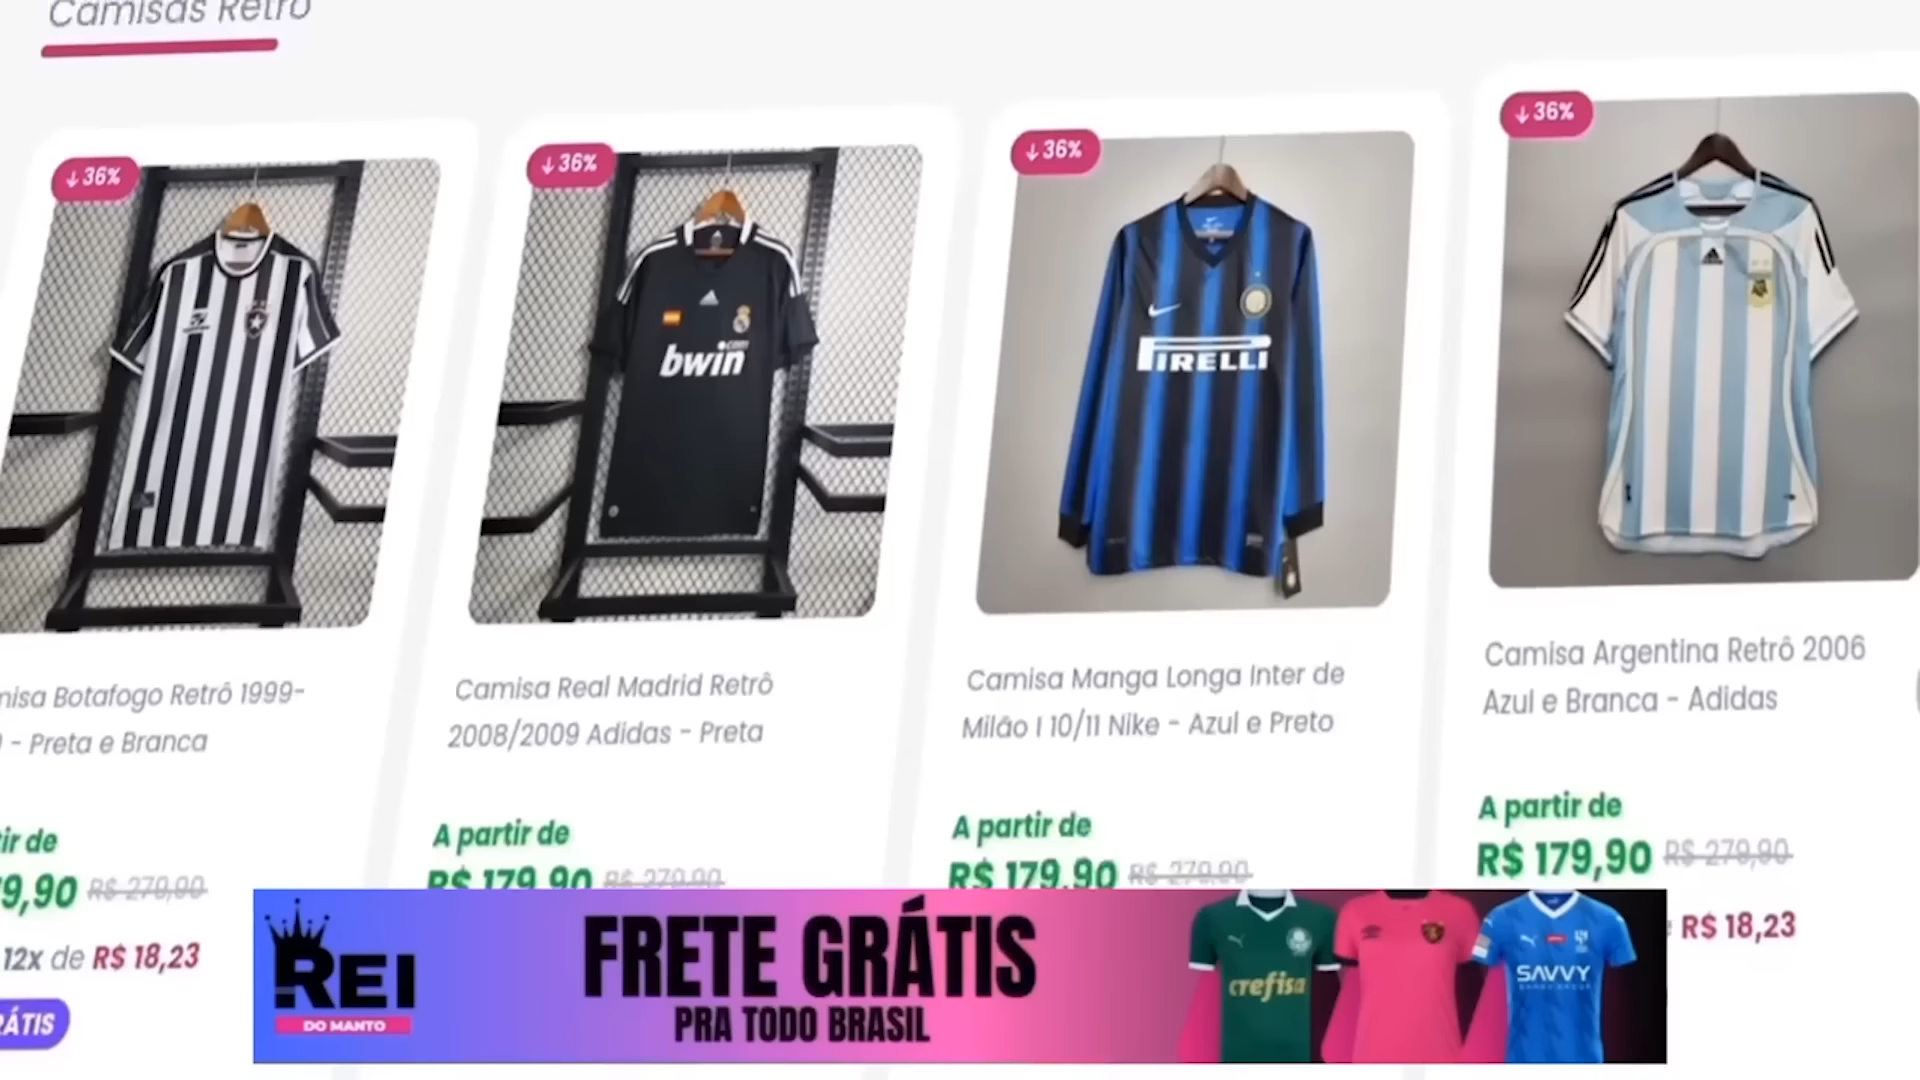 Camisas Retrô
↓36%
↓36%
↓36%
↓36%
bwin
.com
PIRELLI
misa Botafogo Retrô 1999-
- Preta e Branca
Camisa Real Madrid Retrô
2008/2009 Adidas - Preta
Camisa Manga Longa Inter de
Milão I 10/11 Nike - Azul e Preto
Camisa Argentina Retrô 2006
Azul e Branca - Adidas
tir de
9,90 R$ 279,90
12x de R$ 18,23
RÁTIS
A partir de
R$ 179,90 R$ 279,90
A partir de
R$ 179,90 R$ 279,90
A partir de
R$ 179,90 R$ 279,90
R$ 18,23
REI
DO MANTO
FRETE GRÁTIS
PRA TODO BRASIL
crefisa
SAVVY